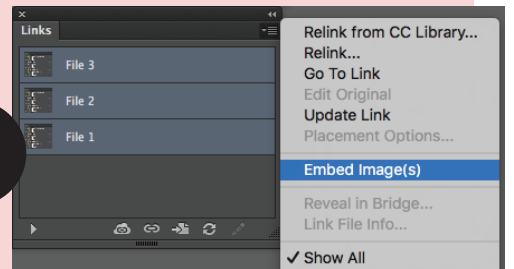 Links
File 3
File 2
File 1
Relink from CC Library...
Relink...
Go To Link
Edit Original
Update Link
Placement Options...
Embed Image(s)
Reveal in Bridge...
Link File Info...
✓ Show All